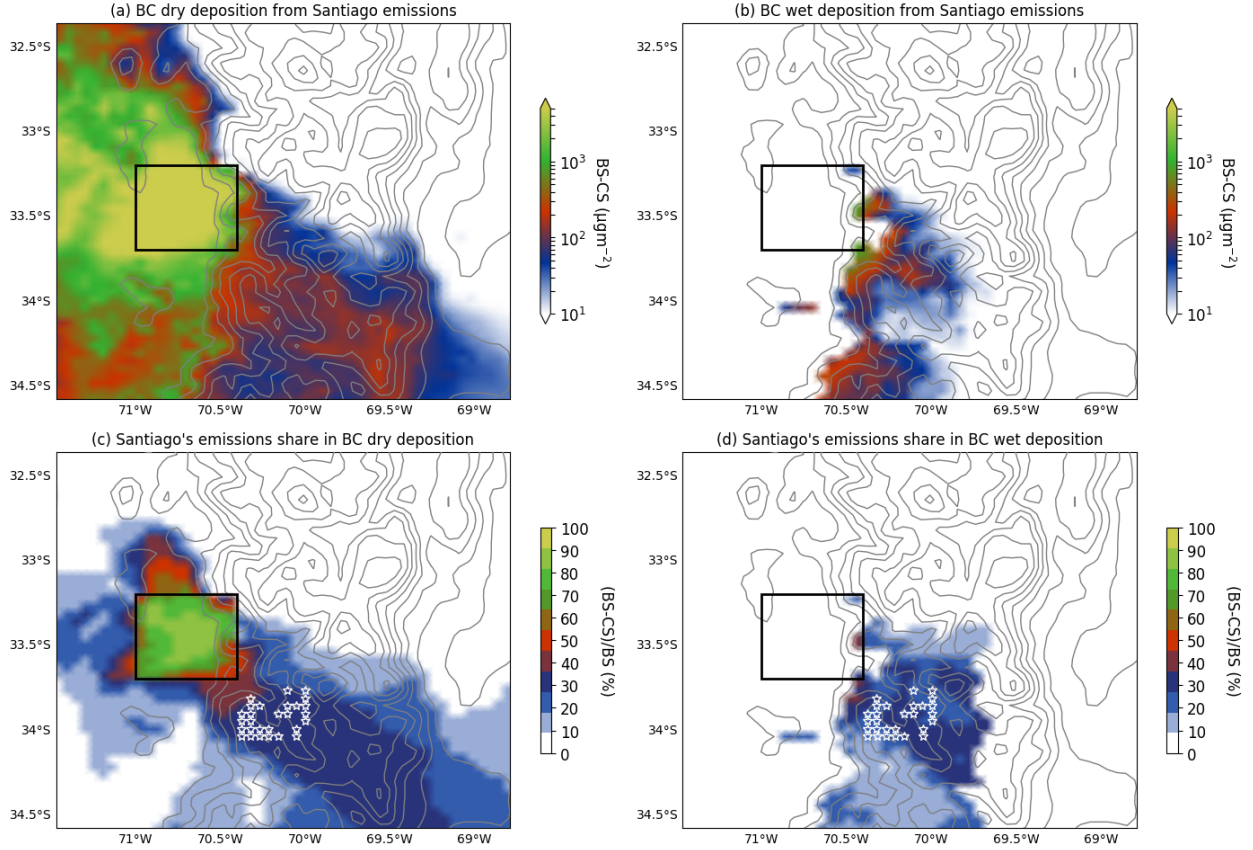 (a) BC dry deposition from Santiago emissions
(b) BC wet deposition from Santiago emissions
32.5°S
33°S
33.5°S
34°S
34.5°S
71°W
70.5°W
70°W
69.5°W
69°W
10³
10²
10¹
BS-CS (μgm⁻²)
32.5°S
33°S
33.5°S
34°S
34.5°S
71°W
70.5°W
70°W
69.5°W
69°W
10³
10²
10¹
BS-CS (μgm⁻²)
(c) Santiago's emissions share in BC dry deposition
(d) Santiago's emissions share in BC wet deposition
32.5°S
33°S
33.5°S
34°S
34.5°S
71°W
70.5°W
70°W
69.5°W
69°W
100
90
80
70
60
50
40
30
20
10
0
(BS-CS)/BS (%)
32.5°S
33°S
33.5°S
34°S
34.5°S
71°W
70.5°W
70°W
69.5°W
69°W
100
90
80
70
60
50
40
30
20
10
0
(BS-CS)/BS (%)